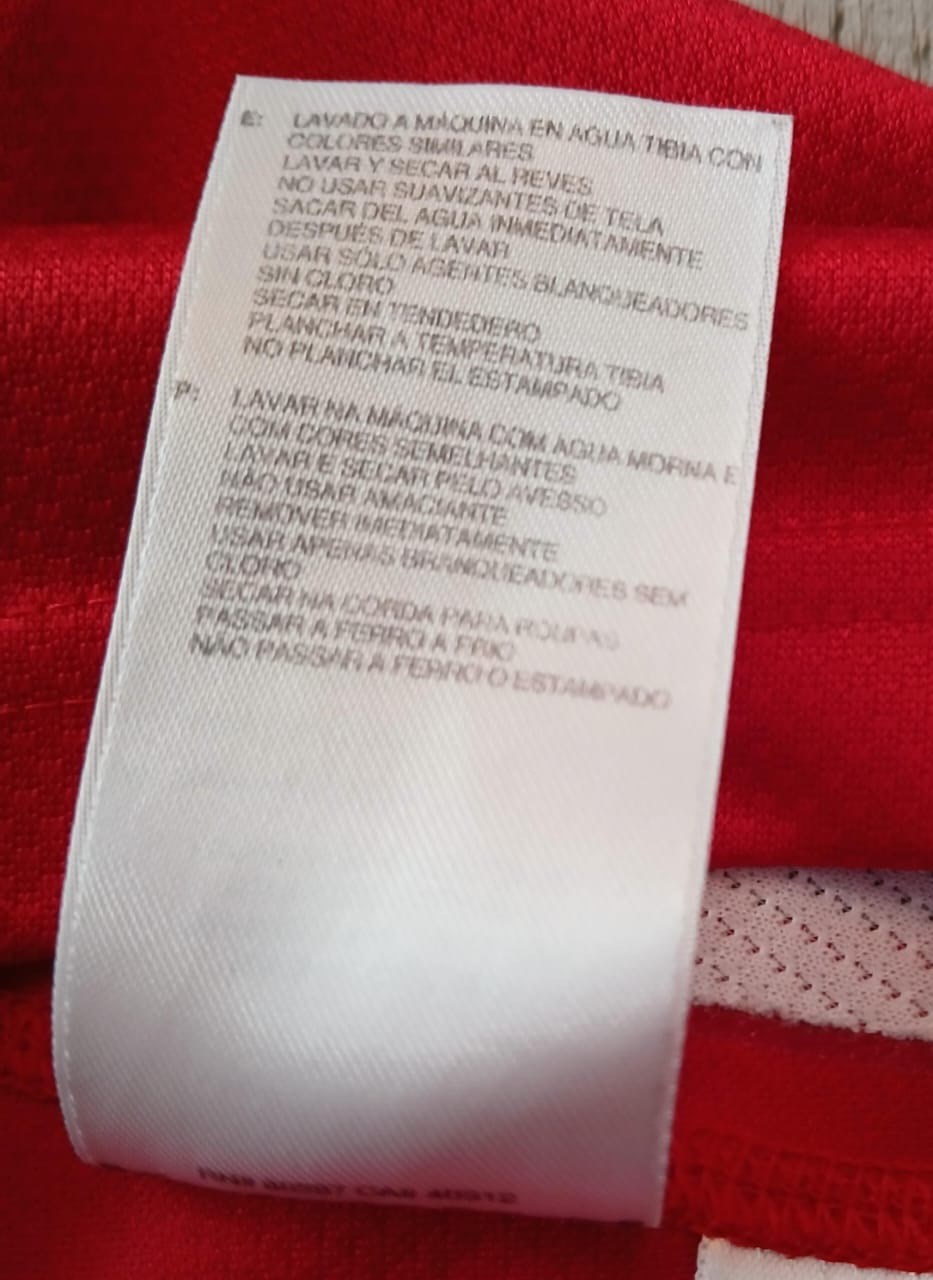 E: LAVADO A MÁQUINA EN AGUA TIBIA CON
COLORES SIMILARES
LAVAR Y SECAR AL REVES
NO USAR SUAVIZANTES DE TELA
SACAR DEL AGUA INMEDIATAMENTE
DESPUÉS DE LAVAR
USAR SÓLO AGENTES BLANQUEADORES
SIN CLORO
SECAR EN TENDEDERO
PLANCHAR A TEMPERATURA TIBIA
NO PLANCHAR EL ESTAMPADO
P: LAVAR NA MÁQUINA COM AGUA MORNA E
COM CORES SEMELHANTES
LAVAR E SECAR PELO AVESSO
NÃO USAR AMACIANTE
REMOVER IMEDIATAMENTE
USAR APENAS BRANQUEADORES SEM
CLORO
SECAR NA CORDA PARA ROUPAS
PASSAR A FERRO A FRIO
NÃO PASSAR A FERRO O ESTAMPADO